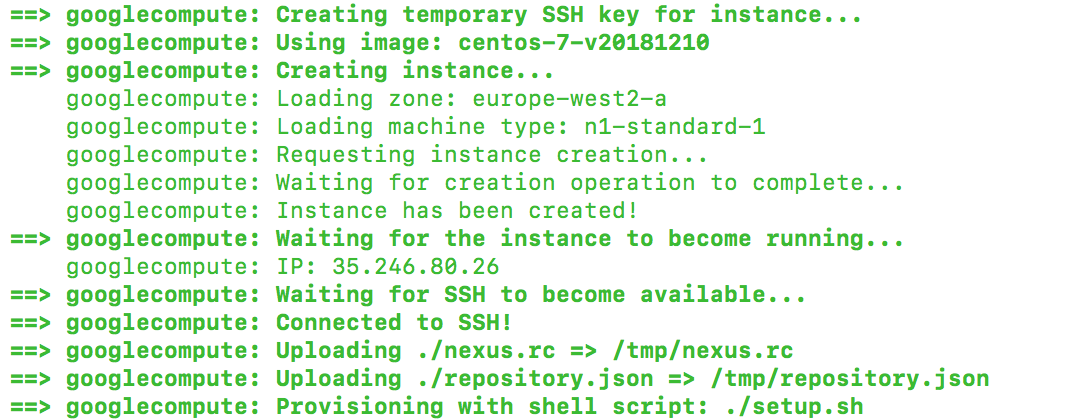 ==> googlecompute: Creating temporary SSH key for instance...
==> googlecompute: Using image: centos-7-v20181210
==> googlecompute: Creating instance...
    googlecompute: Loading zone: europe-west2-a
    googlecompute: Loading machine type: n1-standard-1
    googlecompute: Requesting instance creation...
    googlecompute: Waiting for creation operation to complete...
    googlecompute: Instance has been created!
==> googlecompute: Waiting for the instance to become running...
    googlecompute: IP: 35.246.80.26
==> googlecompute: Waiting for SSH to become available...
==> googlecompute: Connected to SSH!
==> googlecompute: Uploading ./nexus.rc => /tmp/nexus.rc
==> googlecompute: Uploading ./repository.json => /tmp/repository.json
==> googlecompute: Provisioning with shell script: ./setup.sh